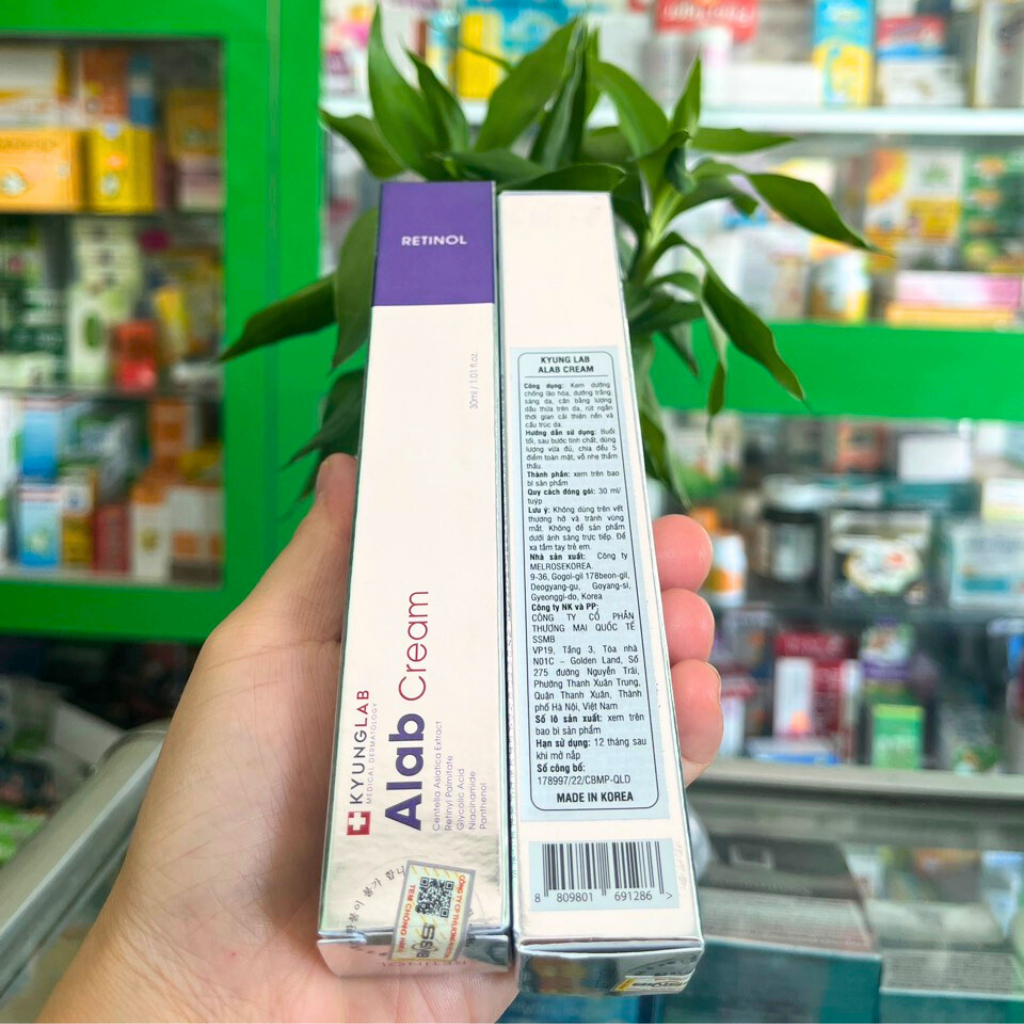 RETINOL
30ml / 1.01 fl.oz.
KYUNGLAB
MEDICAL DERMATOLOGY
Alab Cream
Centella Asiatica Extract
Retinyl Palmitate
Glycolic Acid
Niacinamide
Panthenol
TEM CHỐNG
KYUNG LAB
ALAB CREAM
Công dụng: Kem dưỡng
chống lão hóa, dưỡng trắng
sáng da, cân bằng lượng
dầu thừa trên da, rút ngắn
thời gian cải thiện nền và
cấu trúc da.
Hướng dẫn sử dụng: Buổi
tối, sau bước tinh chất, dùng
lượng vừa đủ, chia đều 5
điểm toàn mặt, vỗ nhẹ thẩm
thấu.
Thành phần: xem trên bao
bì sản phẩm
Quy cách đóng gói: 30 ml/
tuýp
Lưu ý: Không dùng trên vết
thương hở và tránh vùng
mắt. Không để sản phẩm
dưới ánh sáng trực tiếp. Để
xa tầm tay trẻ em.
Nhà sản xuất: Công ty
MELROSEKOREA.
9-36, Gogol-gil 178beon-gil,
Deogyang-gu, Goyang-si,
Gyeonggi-do, Korea
Công ty NK và PP:
CÔNG TY CỔ PHẦN
THƯƠNG MẠI QUỐC TẾ
SSMB
VP19, Tầng 3, Tòa nhà
N01C – Golden Land, Số
275 đường Nguyễn Trãi,
Phường Thanh Xuân Trung,
Quận Thanh Xuân, Thành
phố Hà Nội, Việt Nam
Số lô sản xuất: xem trên
bao bì sản phẩm
Hạn sử dụng: 12 tháng sau
khi mở nắp
Số công bố:
178997/22/CBMP-QLD
MADE IN KOREA
8 809801 691286 >